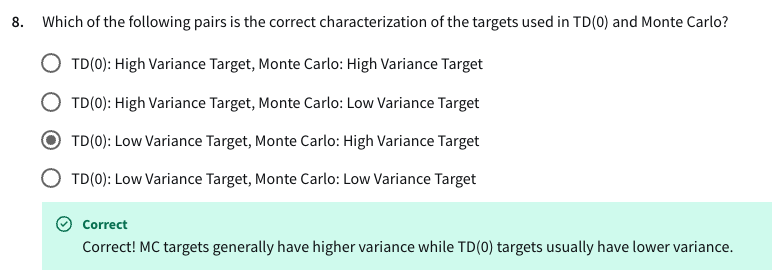 8. Which of the following pairs is the correct characterization of the targets used in TD(0) and Monte Carlo?
TD(0): High Variance Target, Monte Carlo: High Variance Target
TD(0): High Variance Target, Monte Carlo: Low Variance Target
TD(0): Low Variance Target, Monte Carlo: High Variance Target
TD(0): Low Variance Target, Monte Carlo: Low Variance Target
Correct
Correct! MC targets generally have higher variance while TD(0) targets usually have lower variance.